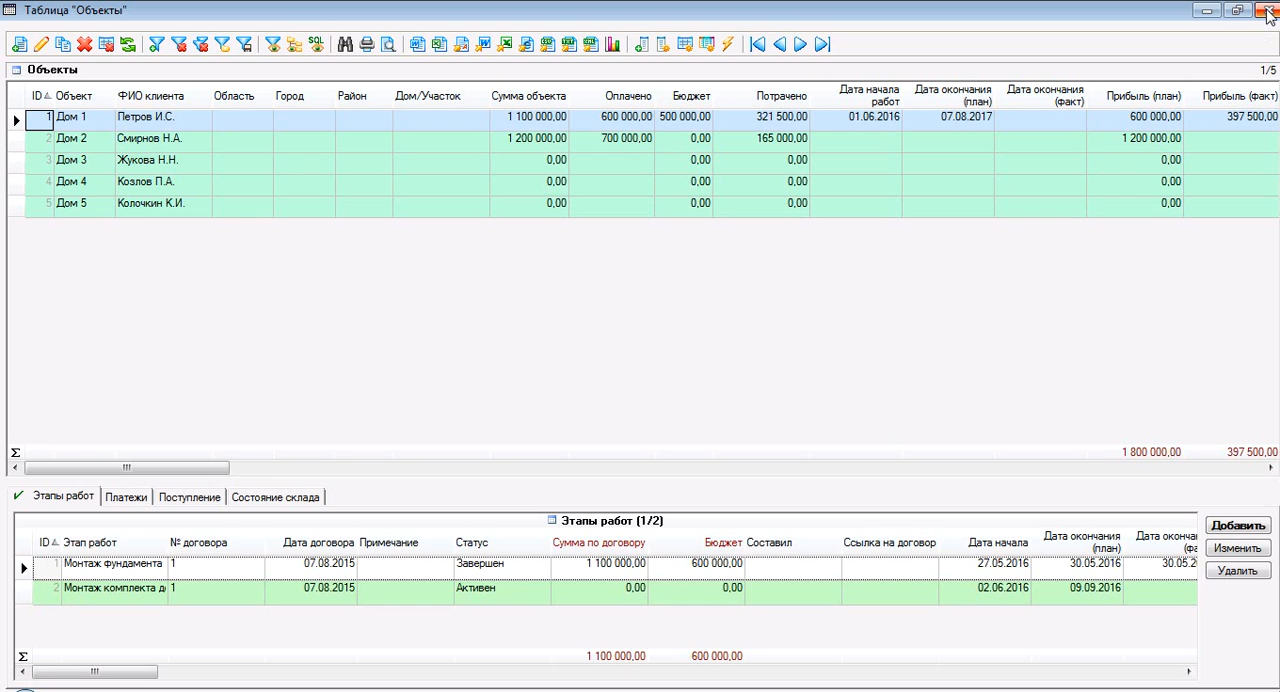 Таблица "Объекты"
SQL
Объекты 1/5
ID Объект ФИО клиента Область Город Район Дом/Участок Сумма объекта Оплачено Бюджет Потрачено Дата начала работ Дата окончания (план) Дата окончания (факт) Прибыль (план) Прибыль (факт)
1 Дом 1 Петров И.С. 1 100 000,00 600 000,00 500 000,00 321 500,00 01.06.2016 07.08.2017 600 000,00 397 500,00
2 Дом 2 Смирнов Н.А. 1 200 000,00 700 000,00 0,00 165 000,00 1 200 000,00
3 Дом 3 Жукова Н.Н. 0,00 0,00 0,00 0,00
4 Дом 4 Козлов П.А. 0,00 0,00 0,00 0,00
5 Дом 5 Колочкин К.И. 0,00 0,00 0,00 0,00
Σ 1 800 000,00 397 500,00
Этапы работ Платежи Поступление Состояние склада
Этапы работ (1/2)
Добавить
Изменить
Удалить
ID Этап работ № договора Дата договора Примечание Статус Сумма по договору Бюджет Составил Ссылка на договор Дата начала Дата окончания (план) Дата оконча (фа
1 Монтаж фундамента 1 07.08.2015 Завершен 1 100 000,00 600 000,00 27.05.2016 30.05.2016 30.05.2
2 Монтаж комплекта д 1 07.08.2015 Активен 0,00 0,00 02.06.2016 09.09.2016
Σ 1 100 000,00 600 000,00